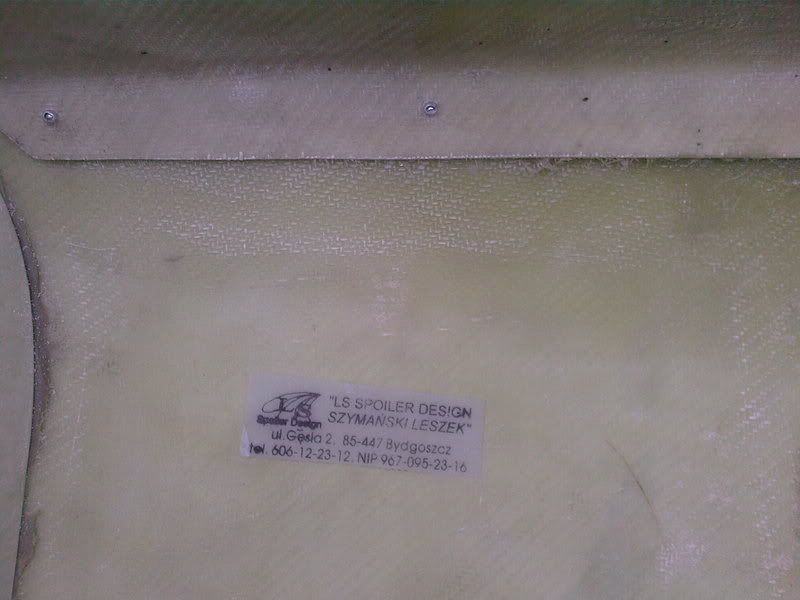 LS
Spoiler Design
"LS SPOILER DESIGN
SZYMAŃSKI LESZEK"
ul.Gęsia 2, 85-447 Bydgoszcz
tel. 606-12-23-12, NIP 967-095-23-16